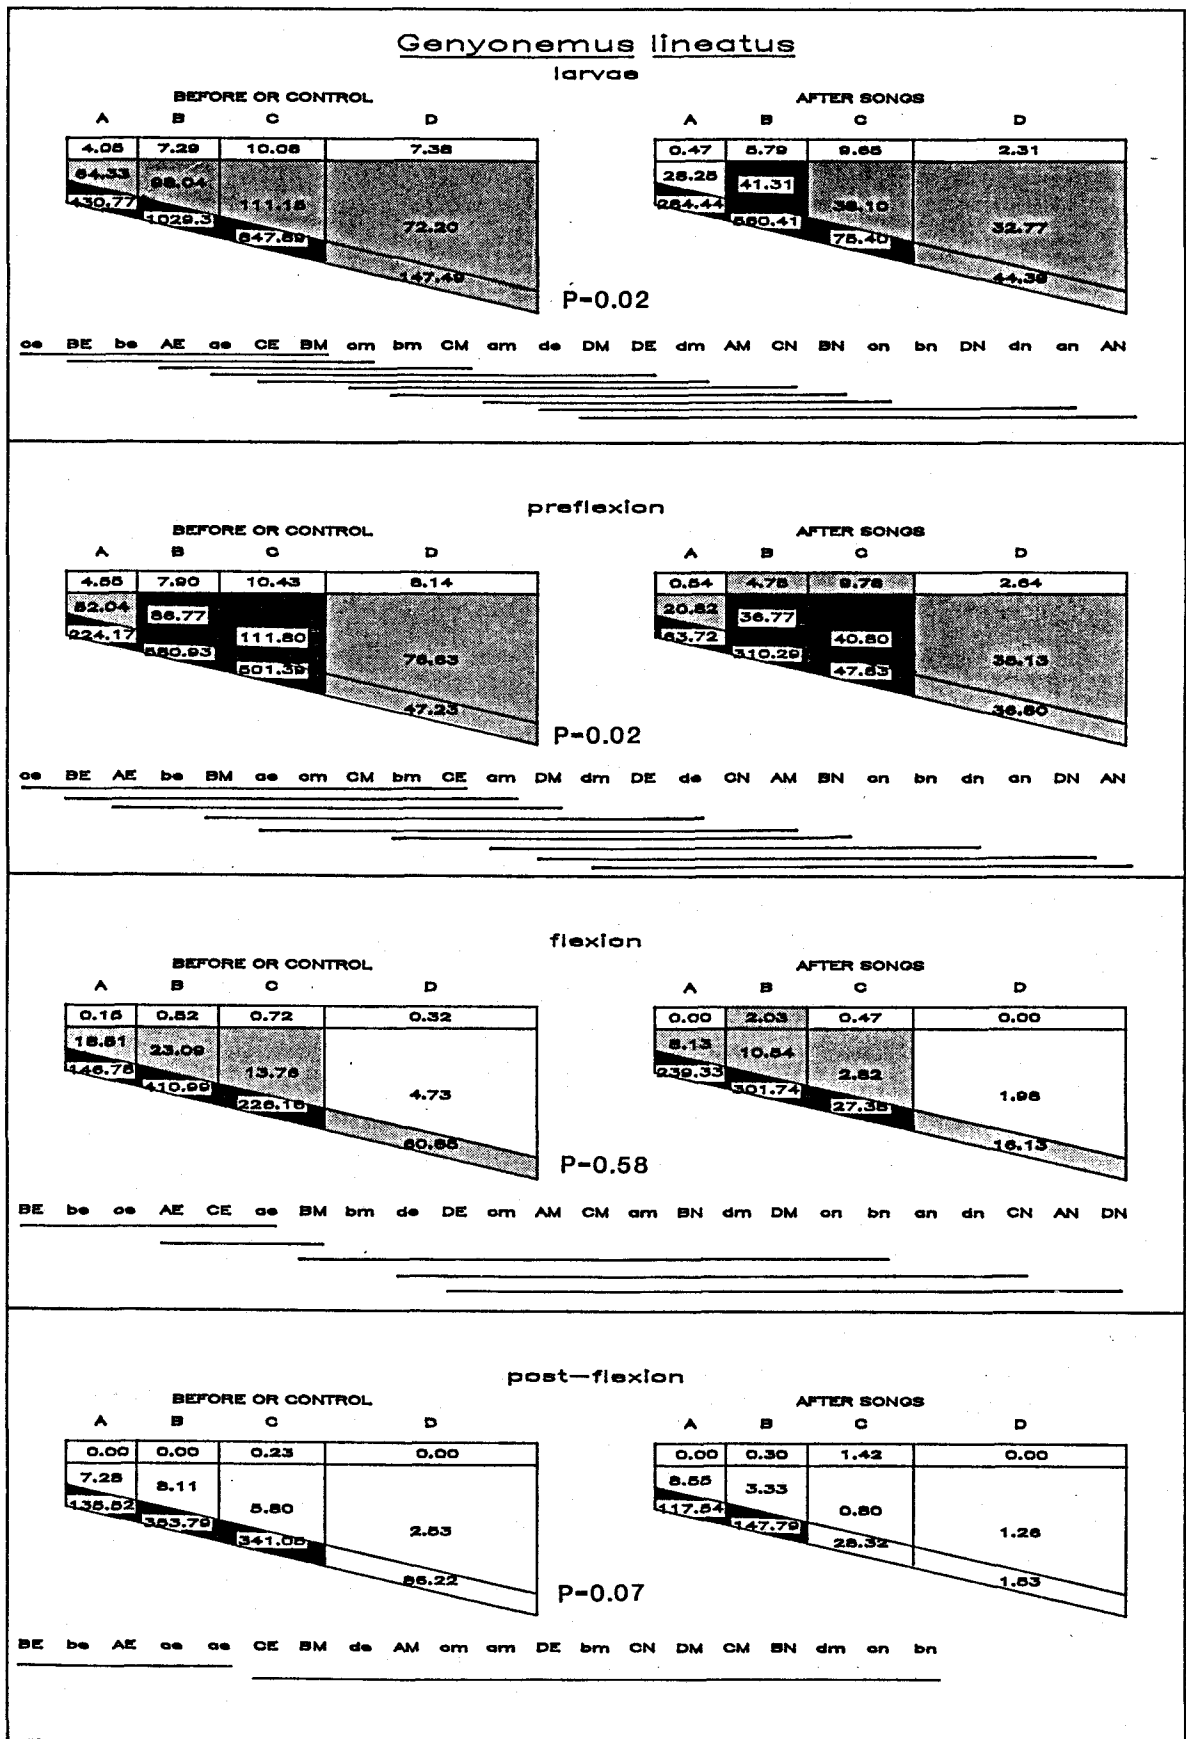 Genyonemus lineatus
larvae
BEFORE OR CONTROL
A B C D
4.05 7.29 10.08 7.38
64.33 98.04 111.15 72.20
430.77 1029.3 647.89 147.49
AFTER SONGS
A B C D
0.47 5.79 9.65 2.31
28.25 41.31 38.10 32.77
264.44 560.41 75.40 44.39
P=0.02
ce BE be AE ae CE BM cm bm CM am de DM DE dm AM CN BN cn bn DN dn an AN
preflexion
BEFORE OR CONTROL
A B C D
4.55 7.90 10.43 8.14
52.04 86.77 111.80 78.63
224.17 580.93 501.39 47.23
AFTER SONGS
A B C D
0.54 4.75 9.78 2.64
20.82 36.77 40.80 35.13
83.72 310.29 47.83 36.80
P=0.02
ce BE AE be BM ae cm CM bm CE am DM dm DE de CN AM BN cn bn dn an DN AN
flexion
BEFORE OR CONTROL
A B C D
0.15 0.52 0.72 0.32
18.51 23.09 13.78 4.73
146.78 410.99 226.16 60.65
AFTER SONGS
A B C D
0.00 2.03 0.47 0.00
8.13 10.54 2.82 1.98
239.33 301.74 27.38 16.13
P=0.58
BE be ce AE CE ae BM bm de DE cm AM CM am BN dm DM cn bn an dn CN AN DN
post-flexion
BEFORE OR CONTROL
A B C D
0.00 0.00 0.23 0.00
7.28 8.11 5.80 2.53
135.52 353.79 341.05 86.22
AFTER SONGS
A B C D
0.00 0.30 1.42 0.00
8.55 3.33 0.80 1.26
117.54 147.79 28.32 1.53
P=0.07
BE be AE ce ae CE BM de AM cm am DE bm CN DM CM BN dm cn bn